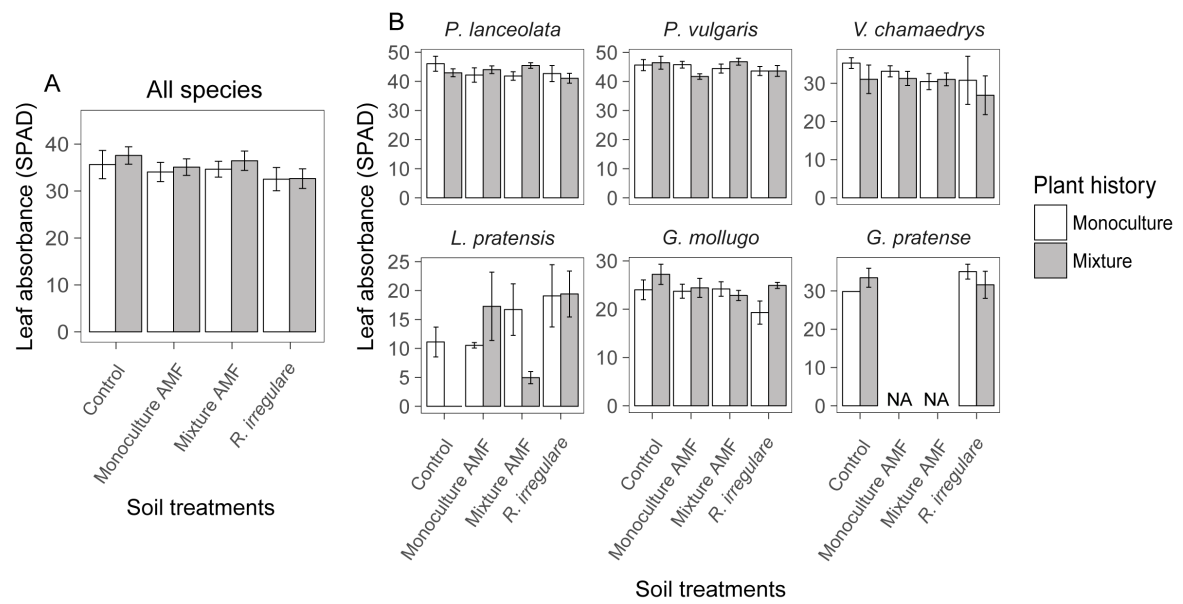 A
All species
Leaf absorbance (SPAD)
40
30
20
10
0
Control
Monoculture AMF
Mixture AMF
R. irregulare
Soil treatments
B
Leaf absorbance (SPAD)
P. lanceolata
50
40
30
20
10
0
P. vulgaris
50
40
30
20
10
0
V. chamaedrys
30
20
10
0
L. pratensis
25
20
15
10
5
0
Control
Monoculture AMF
Mixture AMF
R. irregulare
G. mollugo
30
20
10
0
Control
Monoculture AMF
Mixture AMF
R. irregulare
G. pratense
30
20
10
0
NA NA
Control
Monoculture AMF
Mixture AMF
R. irregulare
Soil treatments
Plant history
Monoculture
Mixture